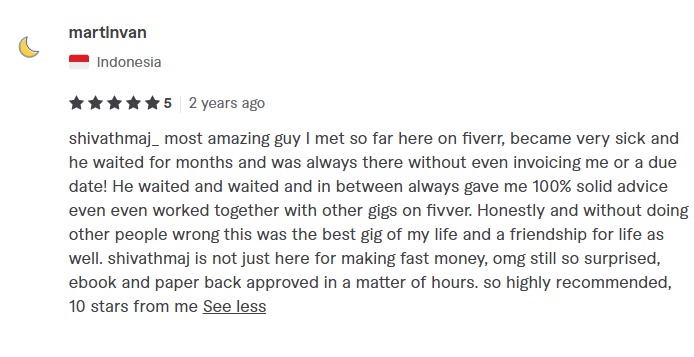 martinvan
Indonesia
5 2 years ago
shivathmaj_ most amazing guy I met so far here on fiverr, became very sick and
he waited for months and was always there without even invoicing me or a due
date! He waited and waited and in between always gave me 100% solid advice
even even worked together with other gigs on fivver. Honestly and without doing
other people wrong this was the best gig of my life and a friendship for life as
well. shivathmaj is not just here for making fast money, omg still so surprised,
ebook and paper back approved in a matter of hours. so highly recommended,
10 stars from me See less